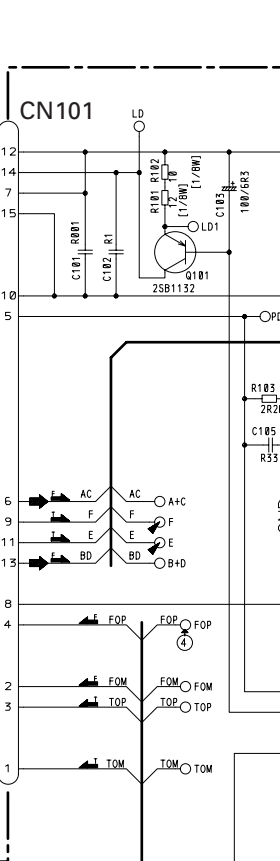 CN101
LD
12
14
7
15
10
5
C101 R001
C102 R1
R101 12 [1/8W]
R102 10 [1/8W]
C103 100/6R3
+
LD1
Q101
2SB1132
PD
R103
2R2
C105
R33
6 F AC AC A+C
9 T F F F
11 T E E E
13 F BD BD B+D
8
4 F FOP FOP FOP
4
2 F FOM FOM FOM
3 T TOP TOP TOP
1 T TOM TOM TOM